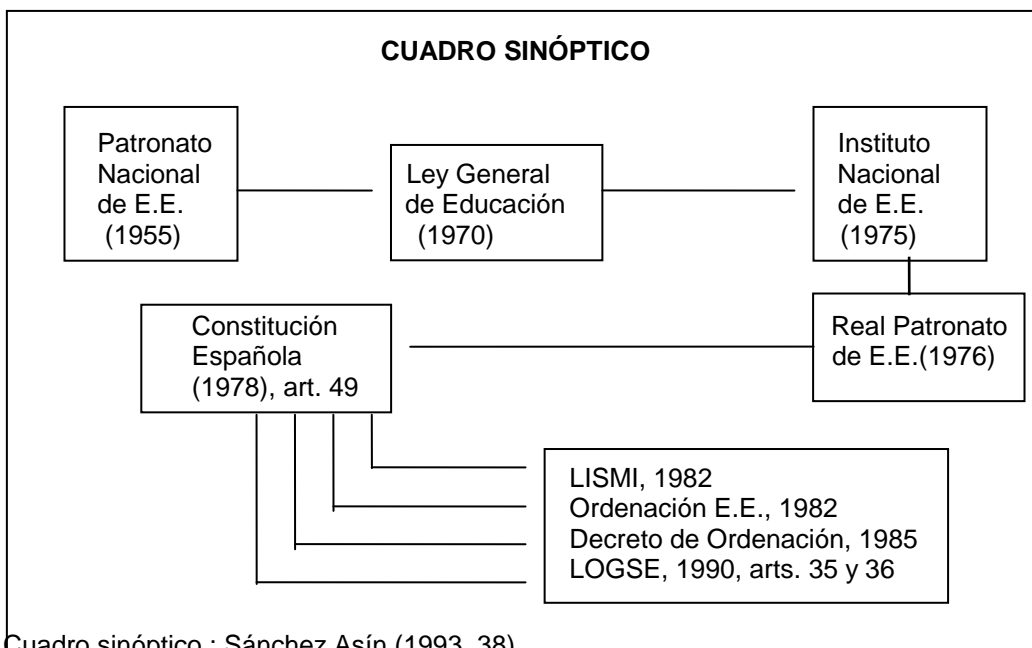 CUADRO SINÓPTICO
Patronato
Nacional
de E.E.
(1955)
Ley General
de Educación
(1970)
Instituto
Nacional
de E.E.
(1975)
Constitución
Española
(1978), art. 49
Real Patronato
de E.E.(1976)
LISMI, 1982
Ordenación E.E., 1982
Decreto de Ordenación, 1985
LOGSE, 1990, arts. 35 y 36
Cuadro sinóptico : Sánchez Asín (1993, 38)